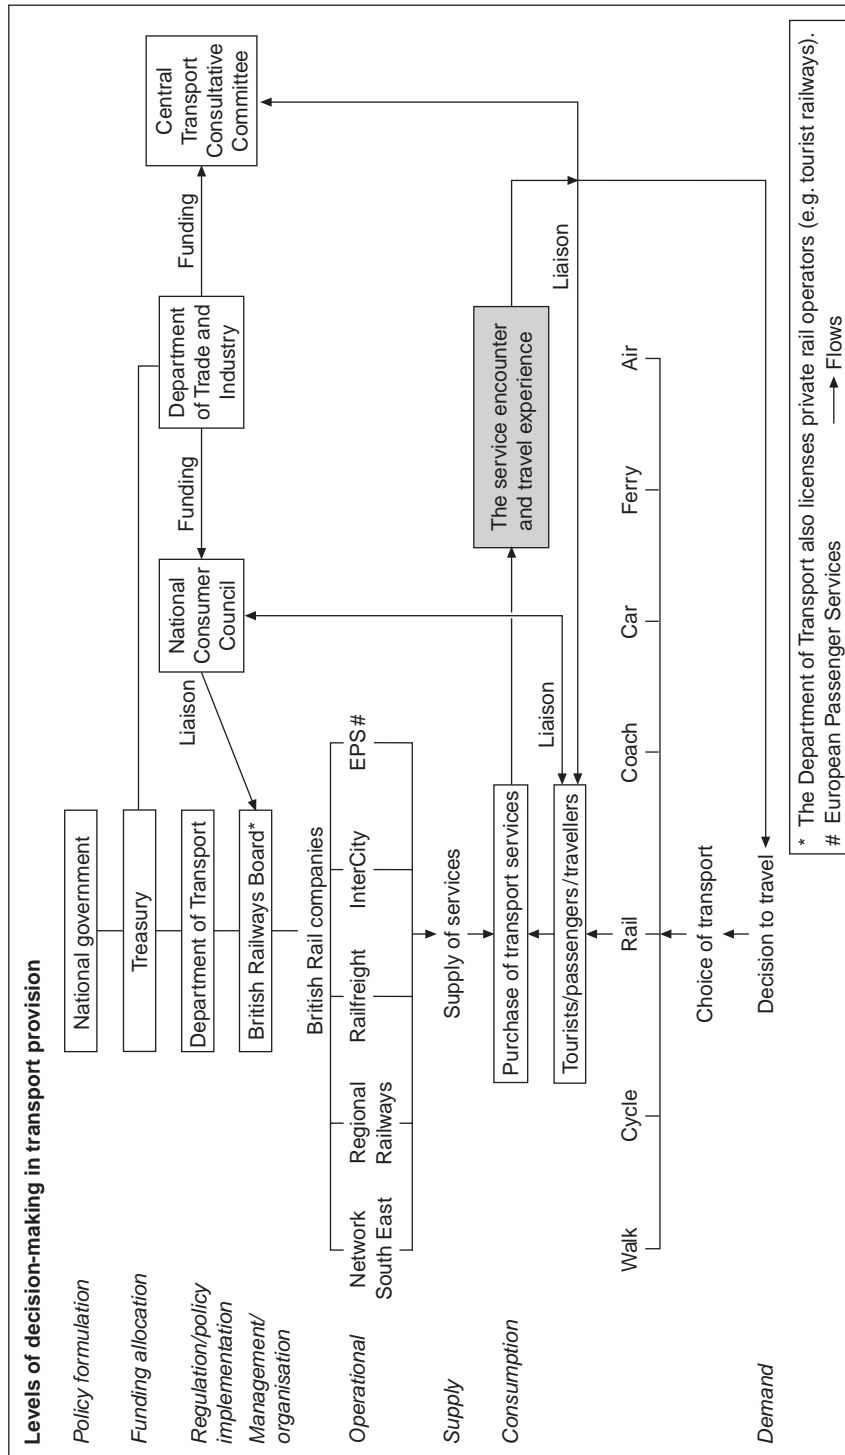 Levels of decision-making in transport provision
Policy formulation
National government
Funding allocation
Treasury
Regulation/policy
implementation
Department of Transport
Management/
organisation
British Railways Board*
Liaison
National
Consumer
Council
Funding
Department
of Trade and
Industry
Funding
Central
Transport
Consultative
Committee
British Rail companies
Operational
Network
South East
Regional
Railways
Railfreight
InterCity
EPS#
Supply
Supply of services
Consumption
Purchase of transport services
The service encounter
and travel experience
Tourists/passengers/travellers
Liaison
Liaison
Walk
Cycle
Rail
Coach
Car
Ferry
Air
Choice of transport
Demand
Decision to travel
* The Department of Transport also licenses private rail operators (e.g. tourist railways).
# European Passenger Services
Flows